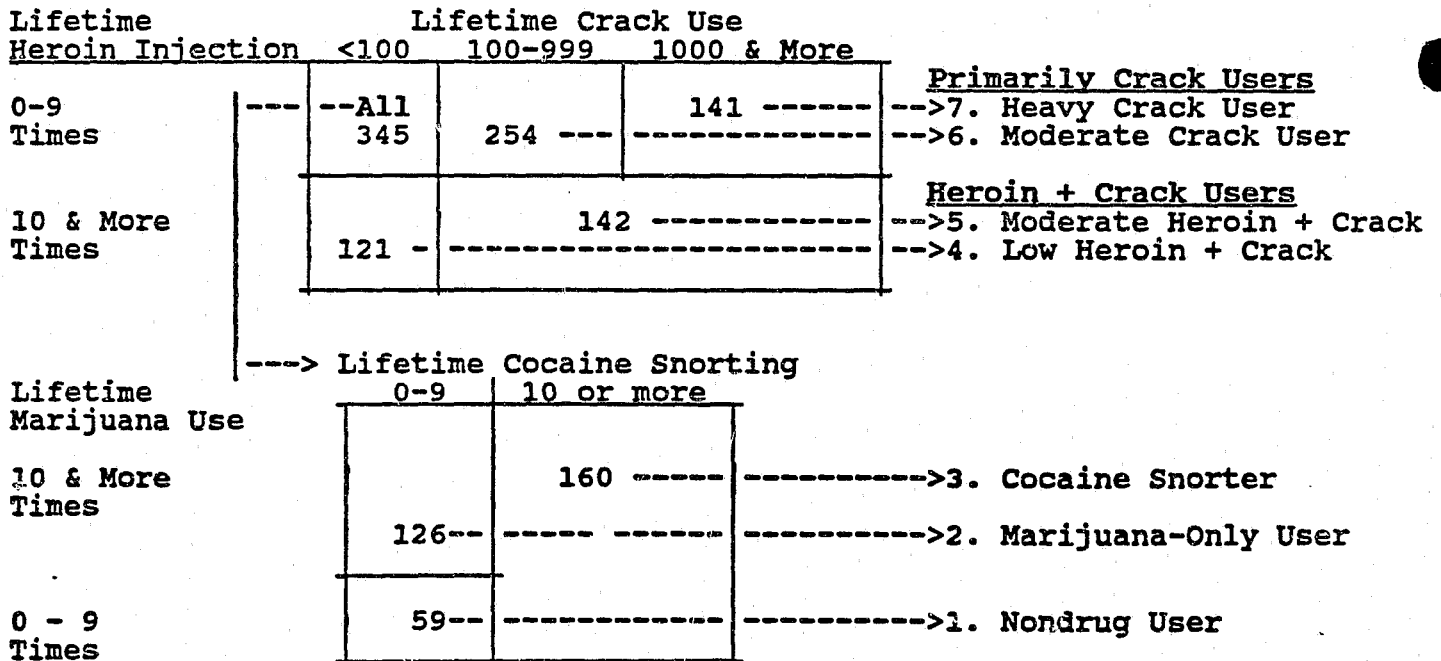 Lifetime Lifetime Crack Use
Heroin Injection <100 100-999 1000 & More
Primarily Crack Users
0-9 --- --All 141 ------ -->7. Heavy Crack User
Times 345 254 --- ------------- -->6. Moderate Crack User
Heroin + Crack Users
10 & More 142 ------------ -->5. Moderate Heroin + Crack
Times 121 - ----------------------- -->4. Low Heroin + Crack
---> Lifetime Cocaine Snorting
Lifetime 0-9 10 or more
Marijuana Use
10 & More 160 ----- ---------->3. Cocaine Snorter
Times
126-- ----- ------ ---------->2. Marijuana-Only User
0 - 9 59-- ------------ ---------->1. Nondrug User
Times